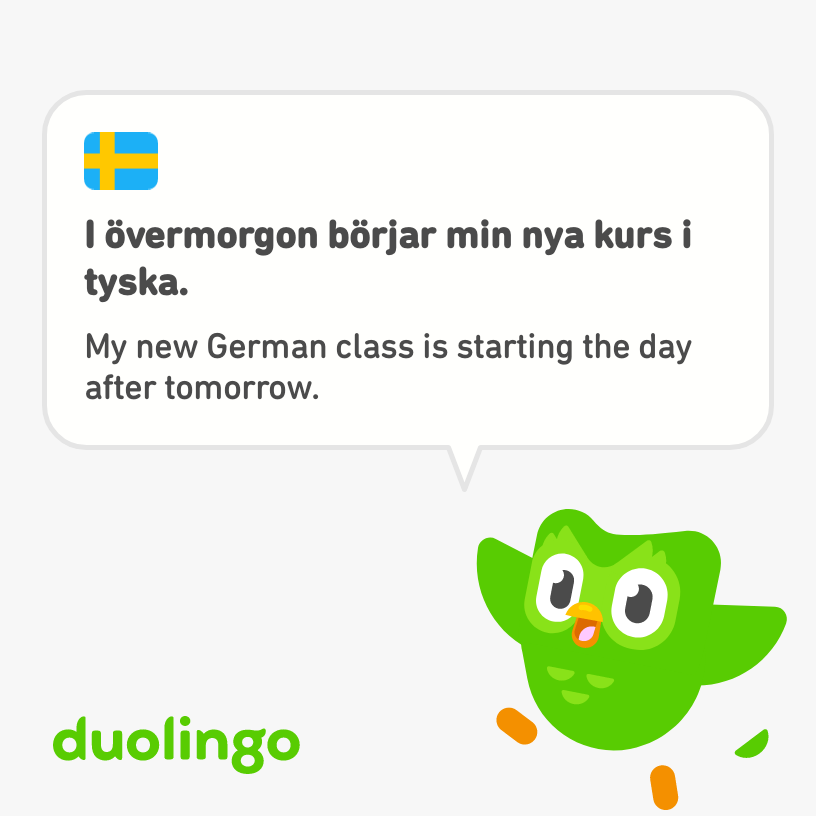 I övermorgon börjar min nya kurs i
tyska.
My new German class is starting the day
after tomorrow.
duolingo